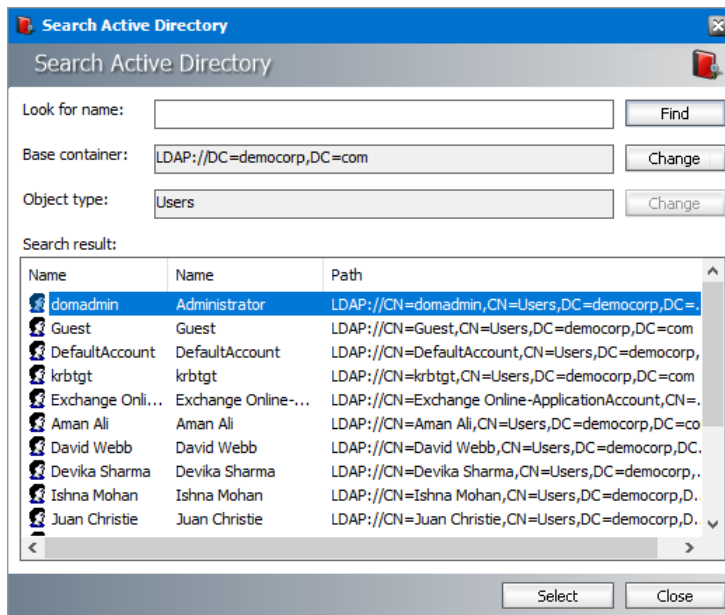 Search Active Directory
Search Active Directory
Look for name: Find
Base container: LDAP://DC=democorp,DC=com Change
Object type: Users Change
Search result:
Name Name Path
domadmin Administrator LDAP://CN=domadmin,CN=Users,DC=democorp,DC=...
Guest Guest LDAP://CN=Guest,CN=Users,DC=democorp,DC=com
DefaultAccount DefaultAccount LDAP://CN=DefaultAccount,CN=Users,DC=democorp,
krbtgt krbtgt LDAP://CN=krbtgt,CN=Users,DC=democorp,DC=com
Exchange Onli... Exchange Online-... LDAP://CN=Exchange Online-ApplicationAccount,CN=...
Aman Ali Aman Ali LDAP://CN=Aman Ali,CN=Users,DC=democorp,DC=co
David Webb David Webb LDAP://CN=David Webb,CN=Users,DC=democorp,DC...
Devika Sharma Devika Sharma LDAP://CN=Devika Sharma,CN=Users,DC=democorp,...
Ishna Mohan Ishna Mohan LDAP://CN=Ishna Mohan,CN=Users,DC=democorp,D...
Juan Christie Juan Christie LDAP://CN=Juan Christie,CN=Users,DC=democorp,D...
Select Close